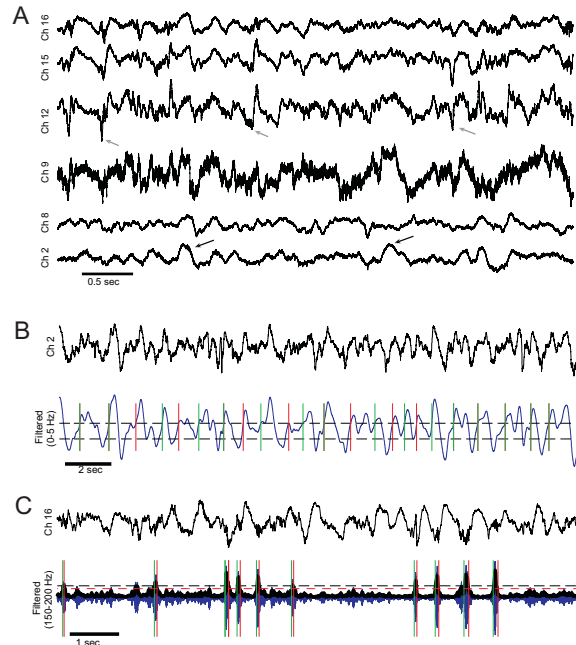 A
Ch 16
Ch 15
Ch 12
Ch 9
Ch 8
Ch 2
0.5 sec
B
Ch 2
Filtered
(0-5 Hz)
2 sec
C
Ch 16
Filtered
(150-200 Hz)
1 sec